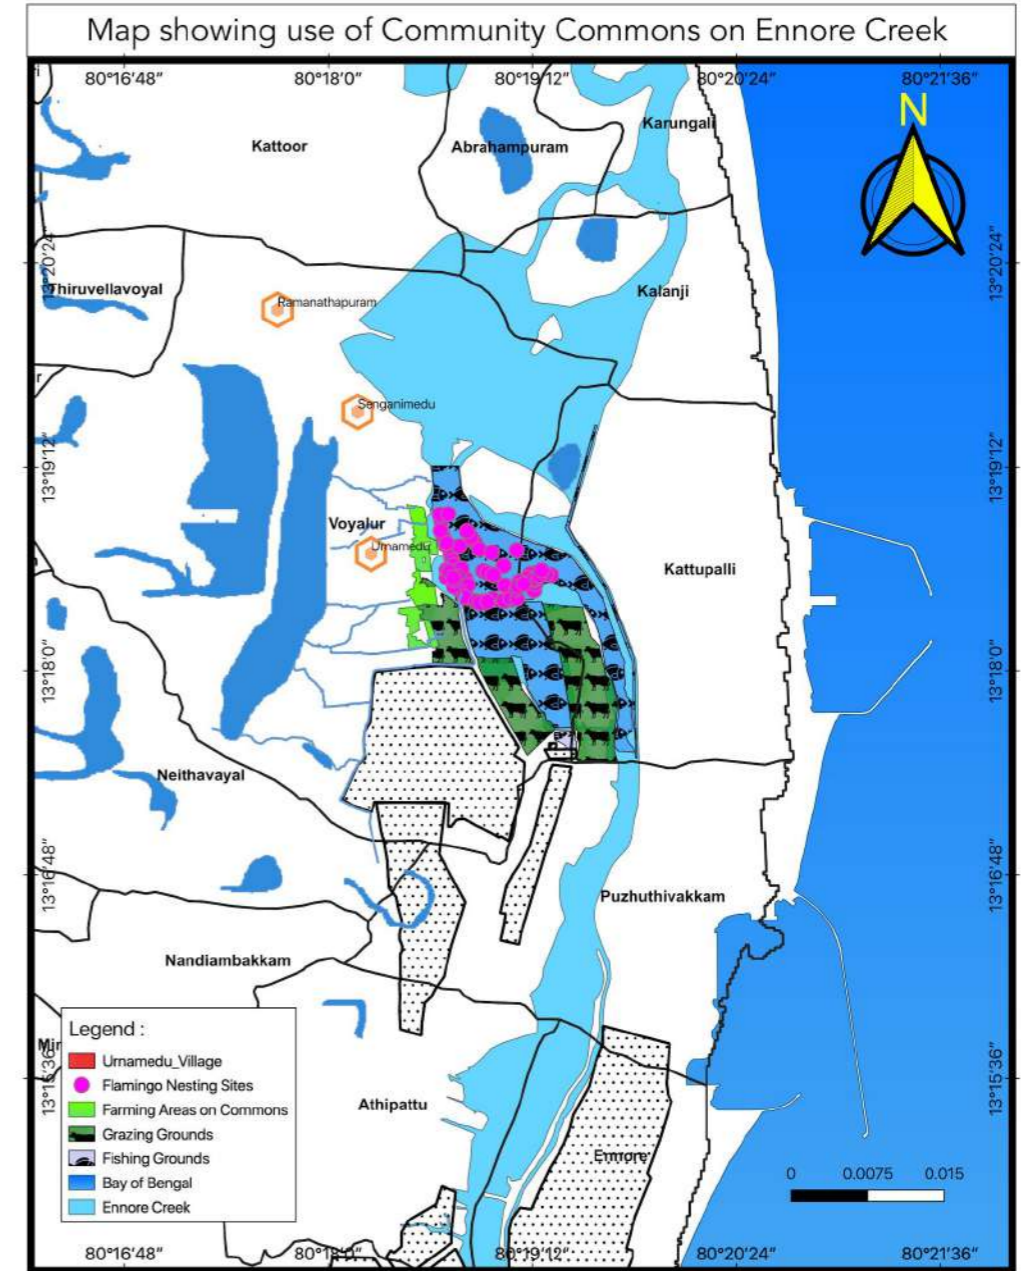 Map showing use of Community Commons on Ennore Creek
80°16'48" 80°18'0" 80°19'12" 80°20'24" 80°21'36"
N
Karungali
Kattoor
Abrahampuram
13°20'24" 13°20'24"
Thiruvellavoyal
Kalanji
Ramanathapuram
Senganimedu
13°19'12" 13°19'12"
Voyalur
Urnamedu
Kattupalli
13°18'0" 13°18'0"
Neithavayal
13°16'48" 13°16'48"
Puzhuthivakkam
Nandiambakkam
Legend :
Urnamedu_Village
Flamingo Nesting Sites
Farming Areas on Commons
Grazing Grounds
Fishing Grounds
Bay of Bengal
Ennore Creek
13°15'36" 13°15'36"
Athipattu
Ennore
0 0.0075 0.015
80°16'48" 80°18'0" 80°19'12" 80°20'24" 80°21'36"